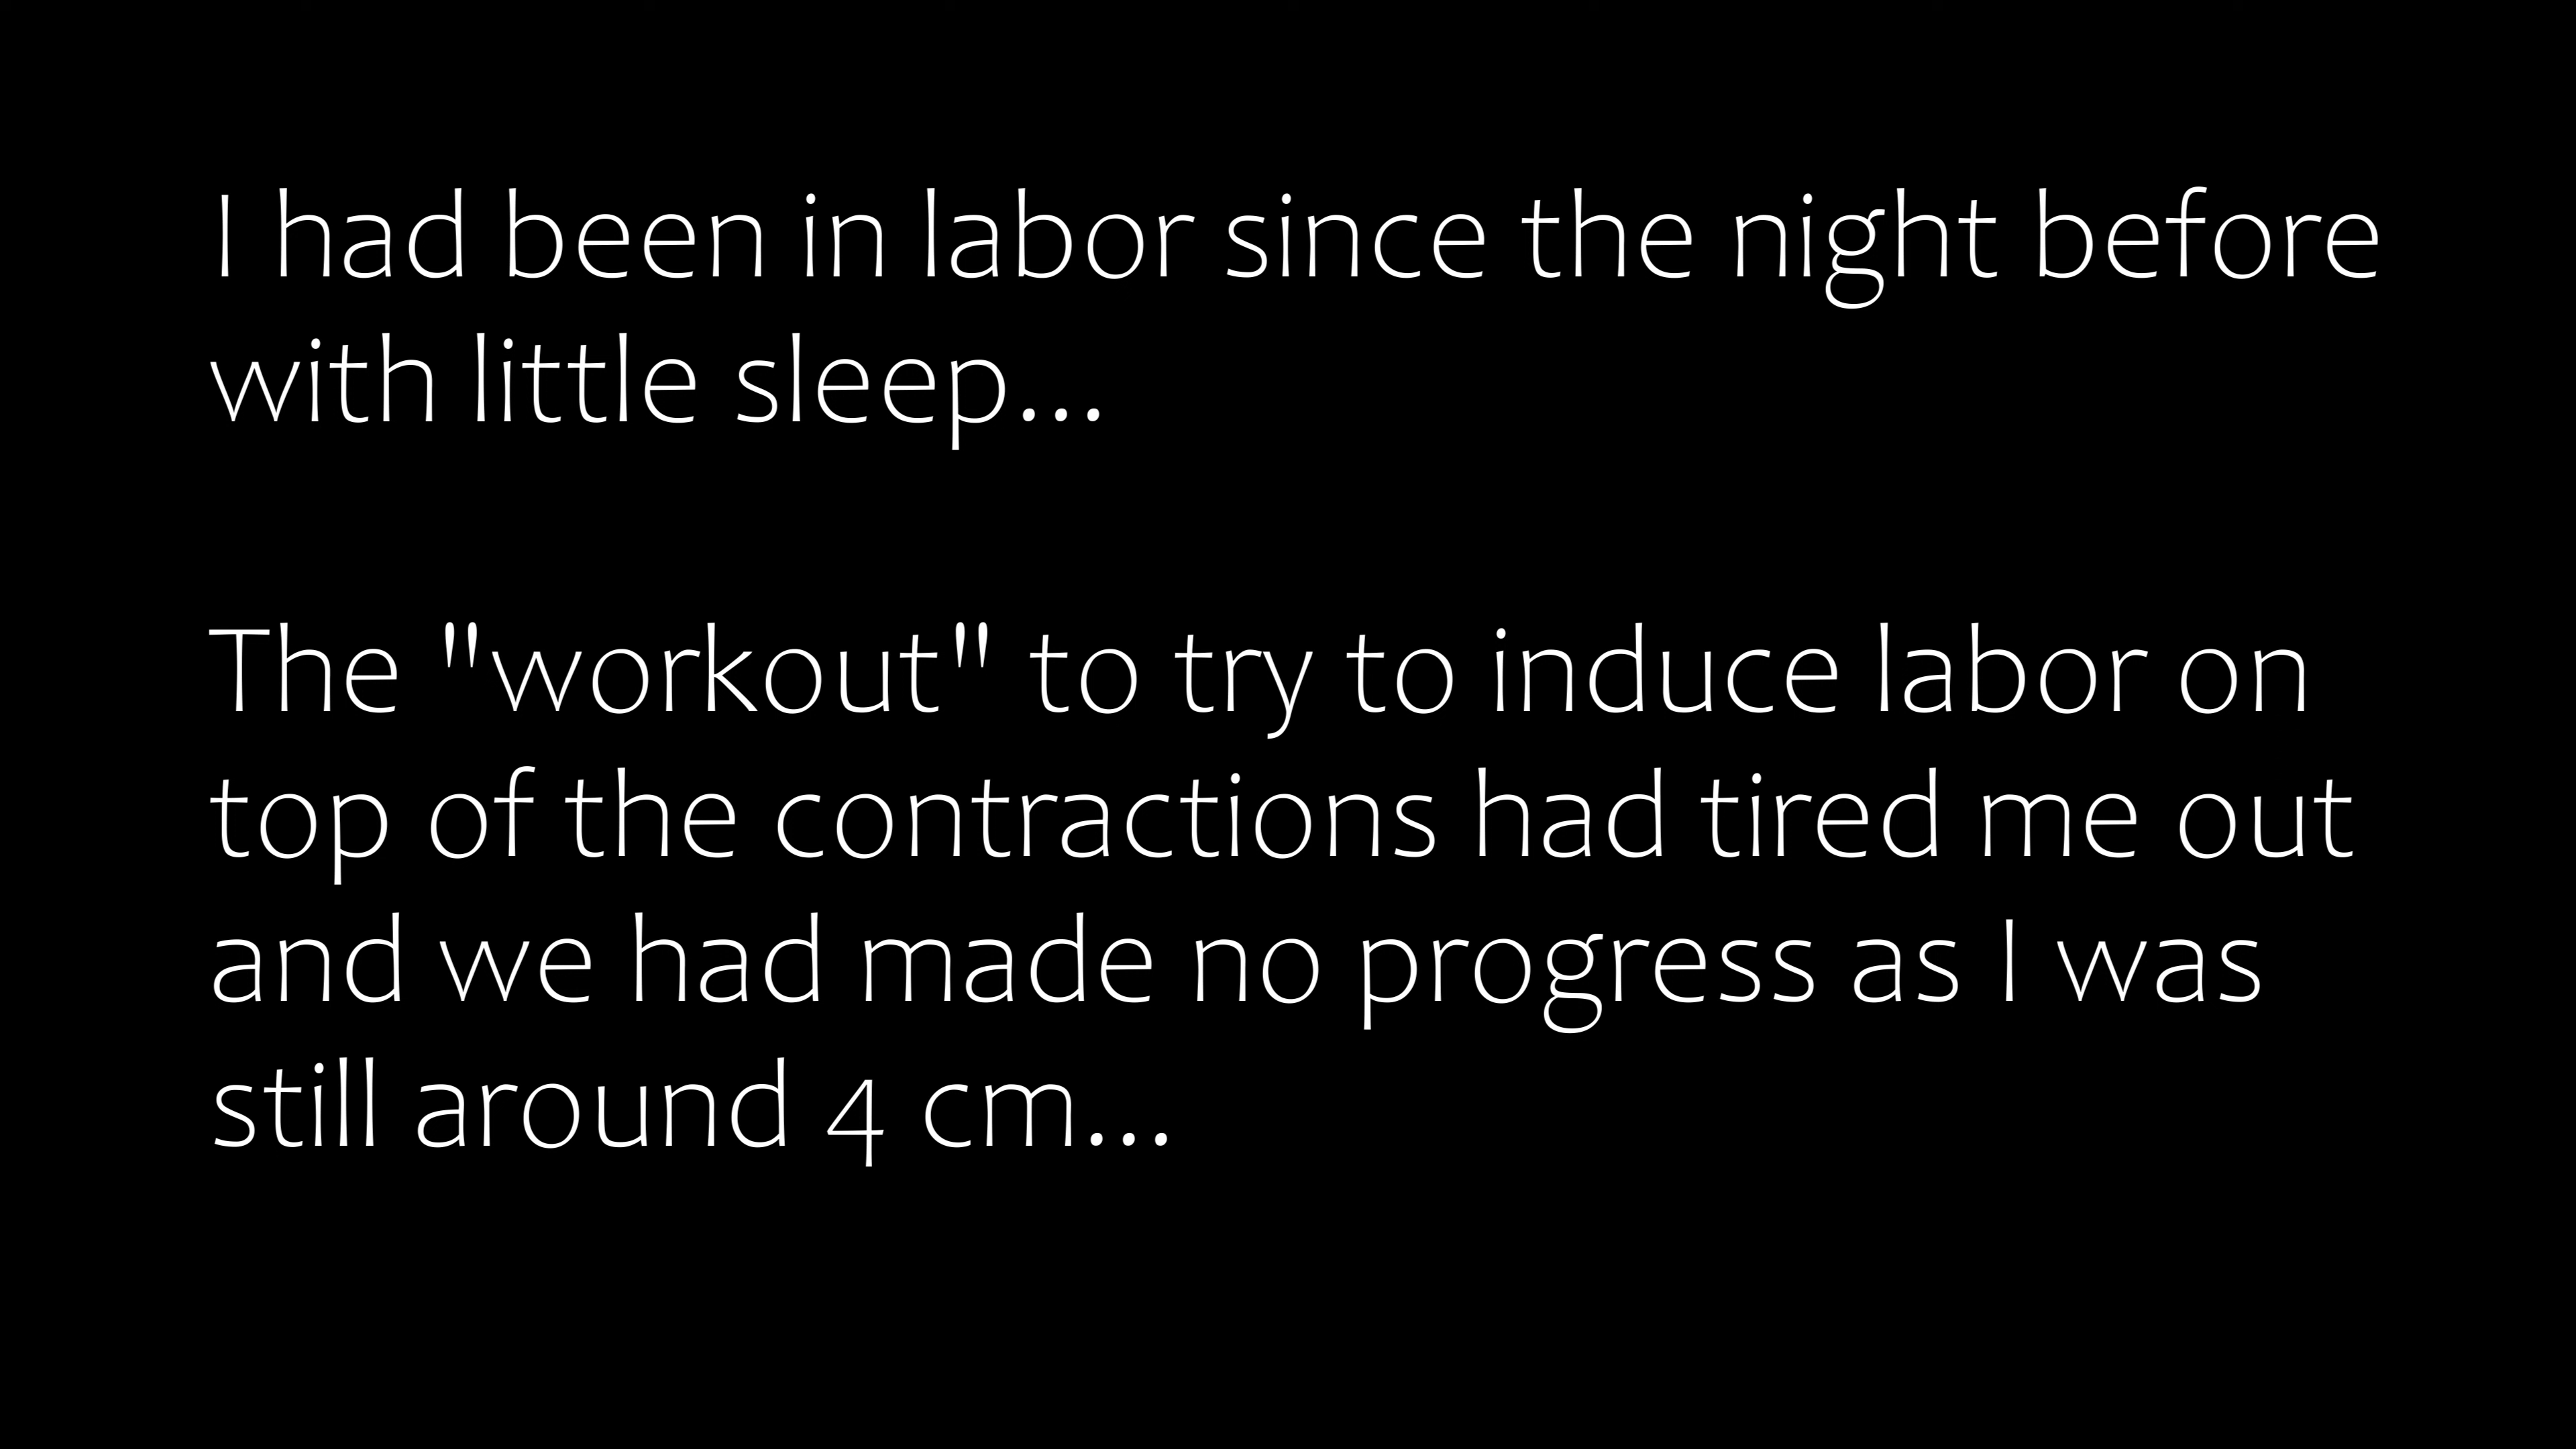 I had been in labor since the night before
with little sleep...
The "workout" to try to induce labor on
top of the contractions had tired me out
and we had made no progress as I was
still around 4 cm...